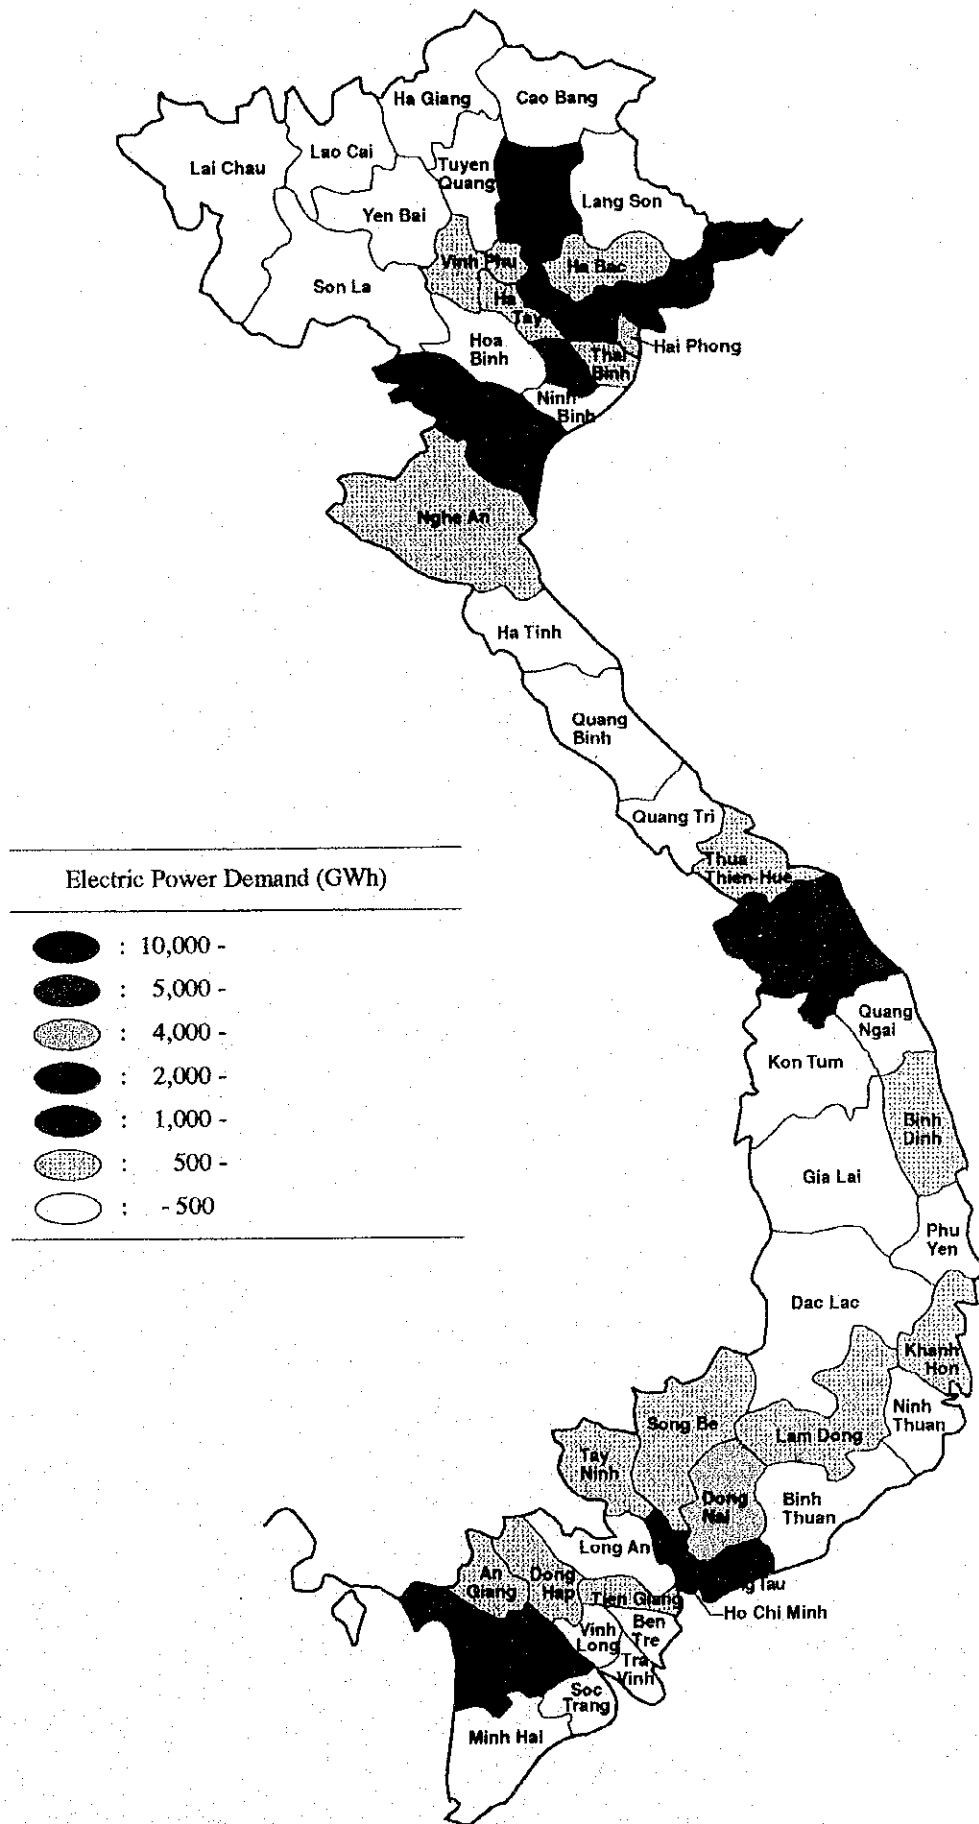 Ha Giang
Cao Bang
Lai Chau
Lao Cai
Tuyen
Quang
Yen Bai
Lang Son
Vinh Phu
Ha Bac
Son La
Ha
Tay
Hoa
Binh
Thai
Binh
Hai Phong
Ninh
Binh
Nghe An
Ha Tinh
Quang
Binh
Quang Tri
Thua
Thien-Hue
Electric Power Demand (GWh)
: 10,000 -
: 5,000 -
: 4,000 -
: 2,000 -
: 1,000 -
: 500 -
: - 500
Quang
Ngai
Kon Tum
Binh
Dinh
Gia Lai
Phu
Yen
Dac Lac
Khanh
Hon
Ninh
Thuan
Song Be
Lam Dong
Tay
Ninh
Dong
Nai
Binh
Thuan
Long An
An
Giang
Dong
Hap
Tien Giang
Tau
Ho Chi Minh
Ben
Tre
Vinh
Long
Tra
Vinh
Soc
Trang
Minh Hai